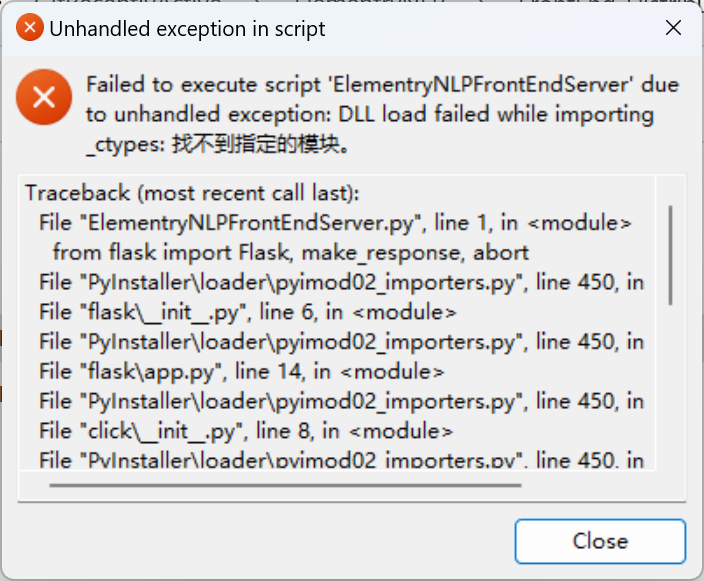 Unhandled exception in script
Failed to execute script 'ElementryNLPFrontEndServer' due
to unhandled exception: DLL load failed while importing
_ctypes: 找不到指定的模块。
Traceback (most recent call last):
File "ElementryNLPFrontEndServer.py", line 1, in <module>
from flask import Flask, make_response, abort
File "PyInstaller\loader\pyimod02_importers.py", line 450, in
File "flask\__init__.py", line 6, in <module>
File "PyInstaller\loader\pyimod02_importers.py", line 450, in
File "flask\app.py", line 14, in <module>
File "PyInstaller\loader\pyimod02_importers.py", line 450, in
File "click\__init__.py", line 8, in <module>
File "PyInstaller\loader\pyimod02_importers.py", line 450, in
Close